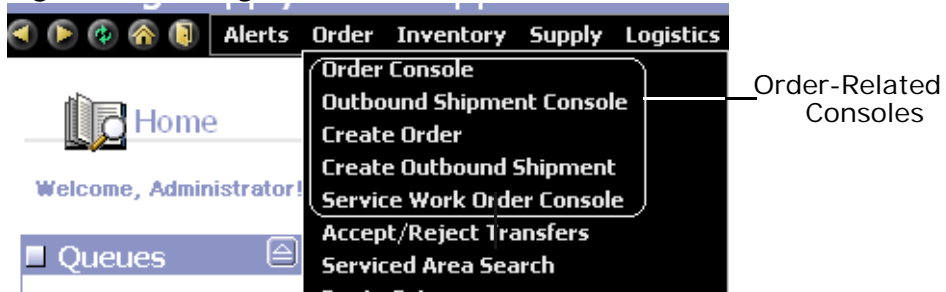 Alerts Order Inventory Supply Logistics
Order Console
Outbound Shipment Console
Create Order
Create Outbound Shipment
Service Work Order Console
Accept/Reject Transfers
Serviced Area Search
Order-Related
Consoles
Home
Welcome, Administrator!
Queues